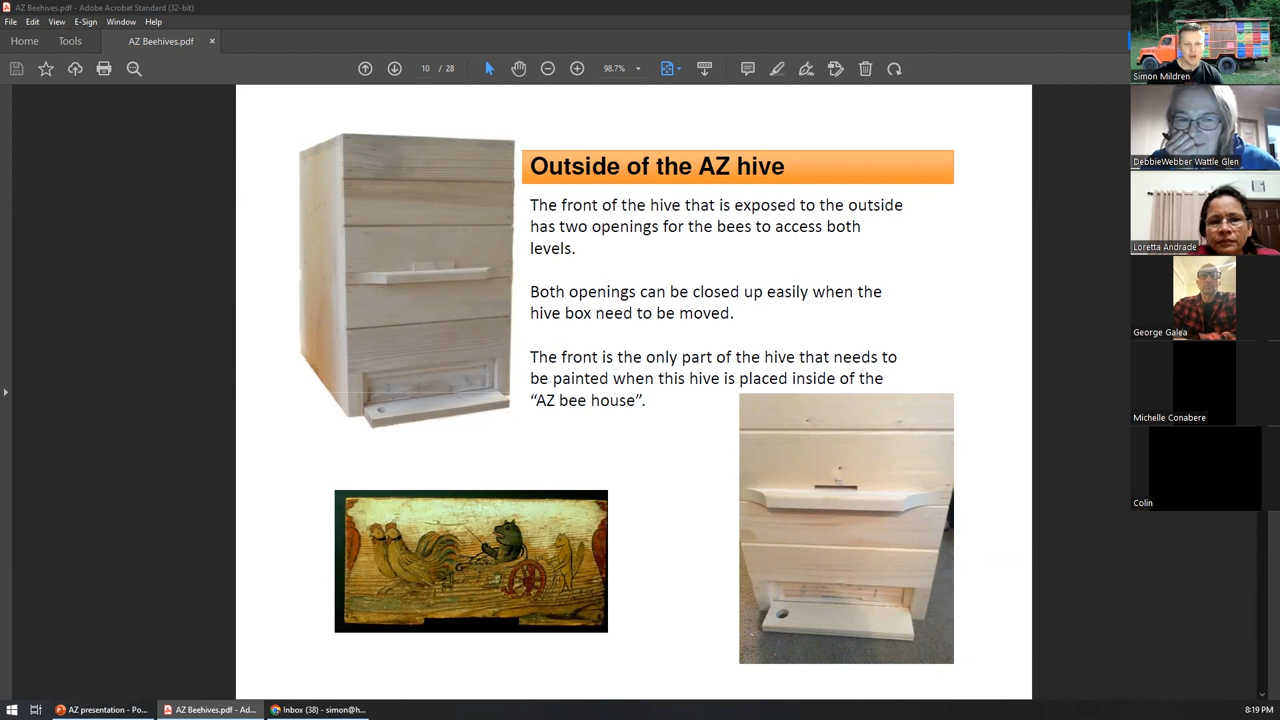 AZ Beehives.pdf - Adobe Acrobat Standard (32-bit)
File Edit View E-Sign Window Help
Home Tools AZ Beehives.pdf ×
10 / 28 98.7%
Outside of the AZ hive
The front of the hive that is exposed to the outside
has two openings for the bees to access both
levels.
Both openings can be closed up easily when the
hive box need to be moved.
The front is the only part of the hive that needs to
be painted when this hive is placed inside of the
“AZ bee house”.
Simon Mildren
DebbieWebber Wattle Glen
Loretta Andrade
George Galea
Michelle Conabere
Colin
AZ presentation - Po... AZ Beehives.pdf - Ad... Inbox (38) - simon@h... 8:19 PM